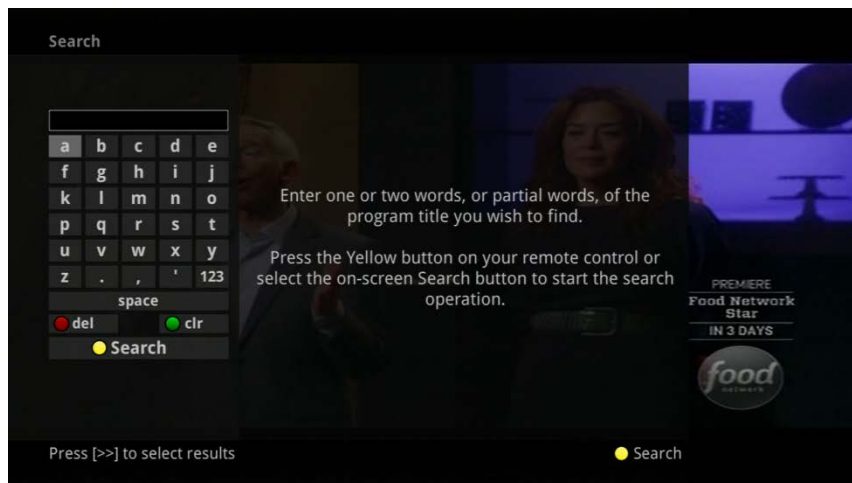 Search
a b c d e
f g h i j
k l m n o
p q r s t
u v w x y
z . , ' 123
space
del clr
Search
Enter one or two words, or partial words, of the
program title you wish to find.
Press the Yellow button on your remote control or
select the on-screen Search button to start the search
operation.
PREMIERE
Food Network
Star
IN 3 DAYS
food
network
Press [>>] to select results
Search